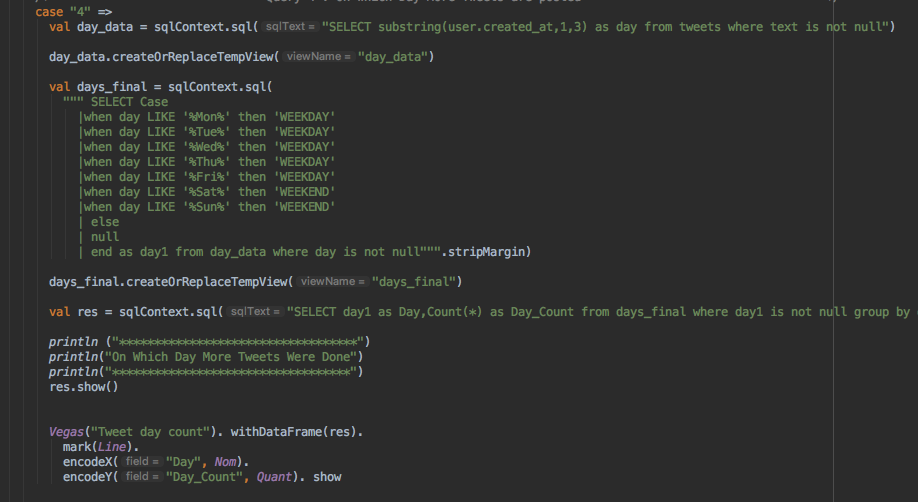 case "4" =>
val day_data = sqlContext.sql( sqlText = "SELECT substring(user.created_at,1,3) as day from tweets where text is not null")
day_data.createOrReplaceTempView( viewName = "day_data")
val days_final = sqlContext.sql(
""" SELECT Case
|when day LIKE '%Mon%' then 'WEEKDAY'
|when day LIKE '%Tue%' then 'WEEKDAY'
|when day LIKE '%Wed%' then 'WEEKDAY'
|when day LIKE '%Thu%' then 'WEEKDAY'
|when day LIKE '%Fri%' then 'WEEKDAY'
|when day LIKE '%Sat%' then 'WEEKEND'
|when day LIKE '%Sun%' then 'WEEKEND'
| else
| null
| end as day1 from day_data where day is not null""".stripMargin)
days_final.createOrReplaceTempView( viewName = "days_final")
val res = sqlContext.sql( sqlText = "SELECT day1 as Day,Count(*) as Day_Count from days_final where day1 is not null group by
println ("**********************************")
println("On Which Day More Tweets Were Done")
println("**********************************")
res.show()
Vegas("Tweet day count"). withDataFrame(res).
mark(Line).
encodeX( field = "Day", Nom).
encodeY( field = "Day_Count", Quant). show